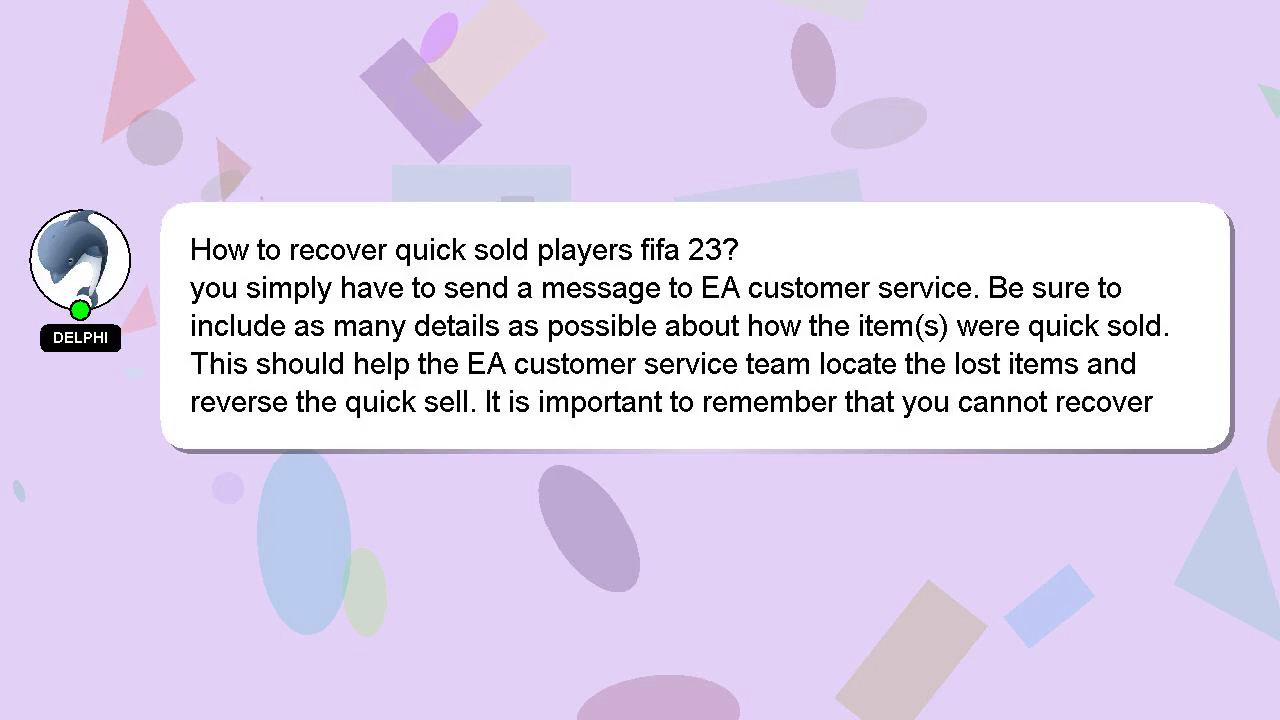 How to recover quick sold players fifa 23?
you simply have to send a message to EA customer service. Be sure to
include as many details as possible about how the item(s) were quick sold.
This should help the EA customer service team locate the lost items and
reverse the quick sell. It is important to remember that you cannot recover
DELPHI